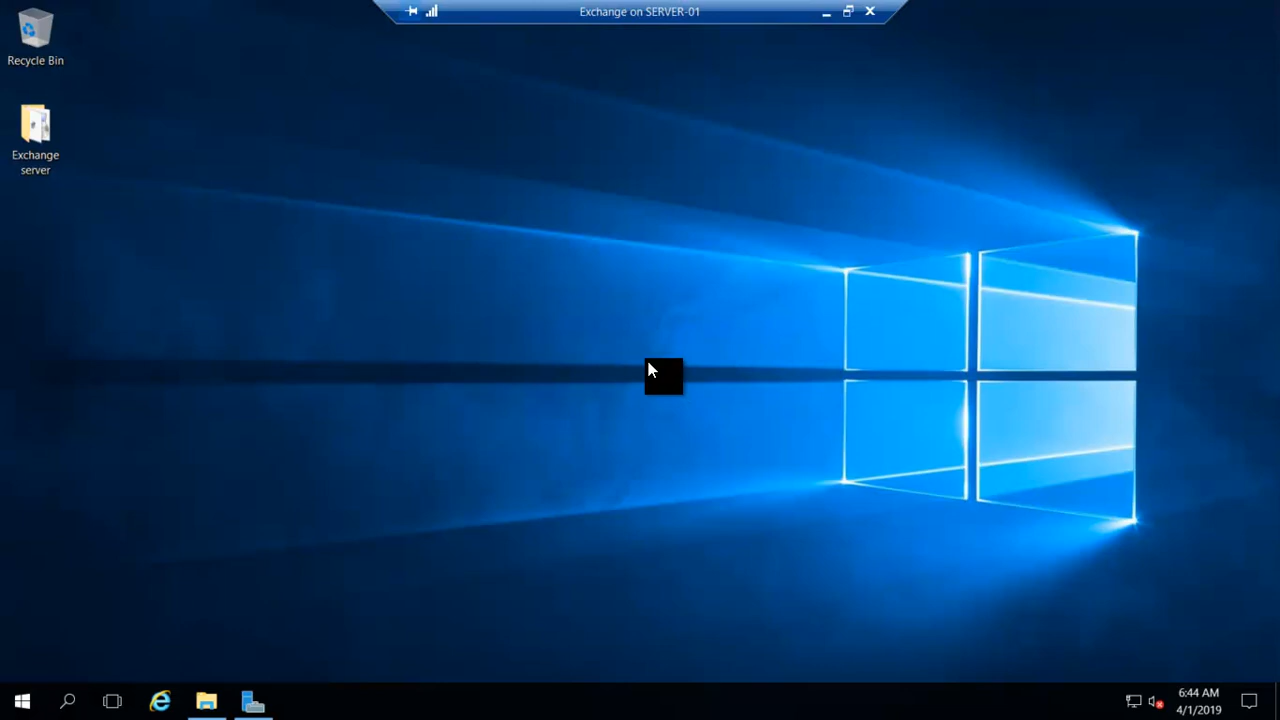 Exchange on SERVER-01
Recycle Bin
Exchange
server
6:44 AM
4/1/2019